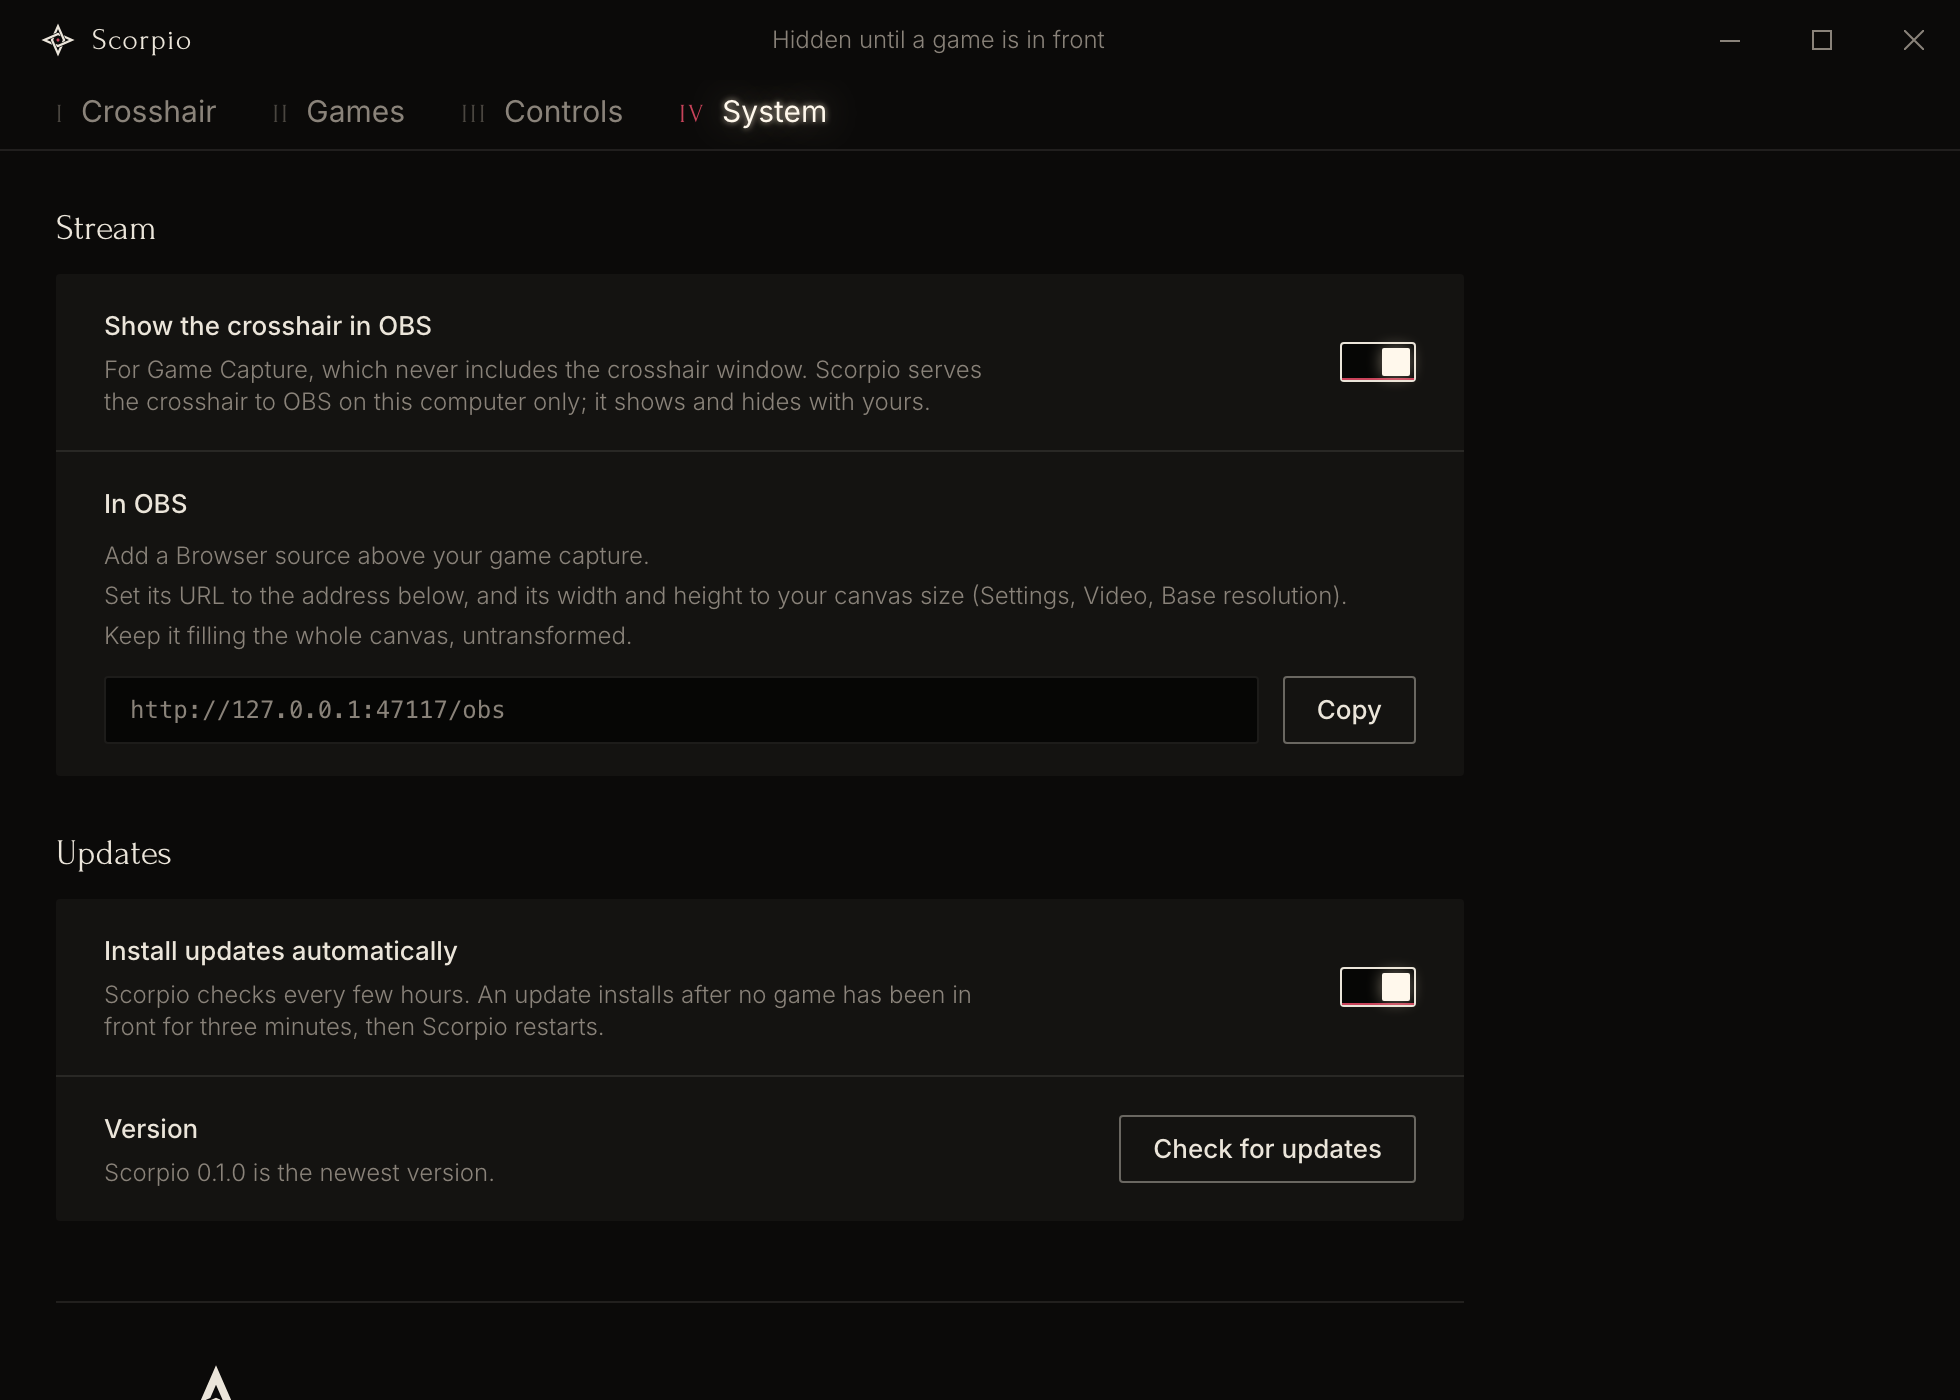 Scorpio
Hidden until a game is in front
I Crosshair
II Games
III Controls
IV System
Stream
Show the crosshair in OBS
For Game Capture, which never includes the crosshair window. Scorpio serves
the crosshair to OBS on this computer only; it shows and hides with yours.
In OBS
Add a Browser source above your game capture.
Set its URL to the address below, and its width and height to your canvas size (Settings, Video, Base resolution).
Keep it filling the whole canvas, untransformed.
http://127.0.0.1:47117/obs
Copy
Updates
Install updates automatically
Scorpio checks every few hours. An update installs after no game has been in
front for three minutes, then Scorpio restarts.
Version
Scorpio 0.1.0 is the newest version.
Check for updates